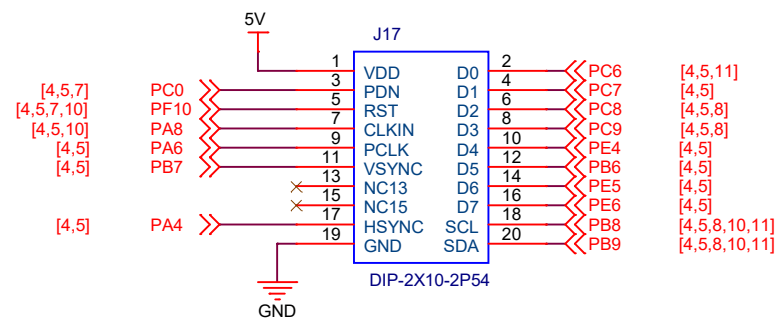 5V
J17
1 VDD D0 2 PC6 [4,5,11]
[4,5,7] PC0 3 PDN D1 4 PC7 [4,5]
[4,5,7,10] PF10 5 RST D2 6 PC8 [4,5,8]
[4,5,10] PA8 7 CLKIN D3 8 PC9 [4,5,8]
[4,5] PA6 9 PCLK D4 10 PE4 [4,5]
[4,5] PB7 11 VSYNC D5 12 PB6 [4,5]
13 NC13 D6 14 PE5 [4,5]
15 NC15 D7 16 PE6 [4,5]
[4,5] PA4 17 HSYNC SCL 18 PB8 [4,5,8,10,11]
19 GND SDA 20 PB9 [4,5,8,10,11]
DIP-2X10-2P54
GND